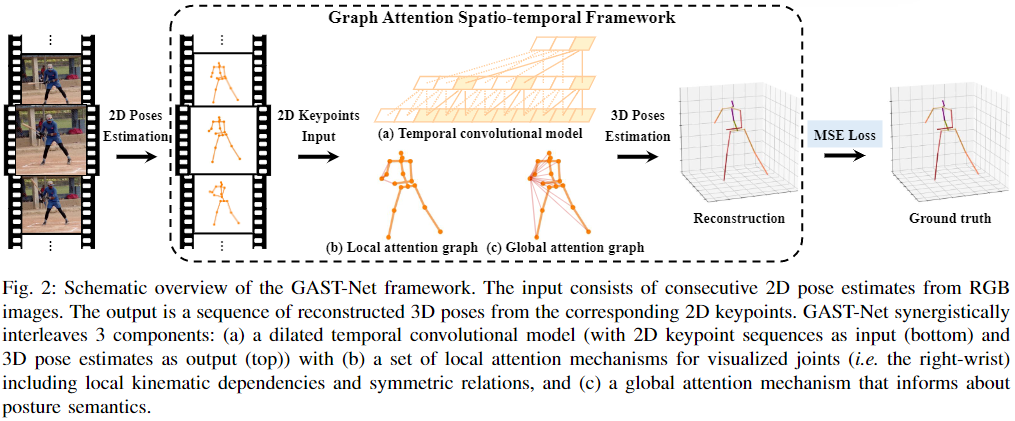 Graph Attention Spatio-temporal Framework
2D Poses
Estimation
2D Keypoints
Input
(a) Temporal convolutional model
3D Poses
Estimation
MSE Loss
Reconstruction
Ground truth
(b) Local attention graph
(c) Global attention graph
Fig. 2: Schematic overview of the GAST-Net framework. The input consists of consecutive 2D pose estimates from RGB
images. The output is a sequence of reconstructed 3D poses from the corresponding 2D keypoints. GAST-Net synergistically
interleaves 3 components: (a) a dilated temporal convolutional model (with 2D keypoint sequences as input (bottom) and
3D pose estimates as output (top)) with (b) a set of local attention mechanisms for visualized joints (i.e. the right-wrist)
including local kinematic dependencies and symmetric relations, and (c) a global attention mechanism that informs about
posture semantics.